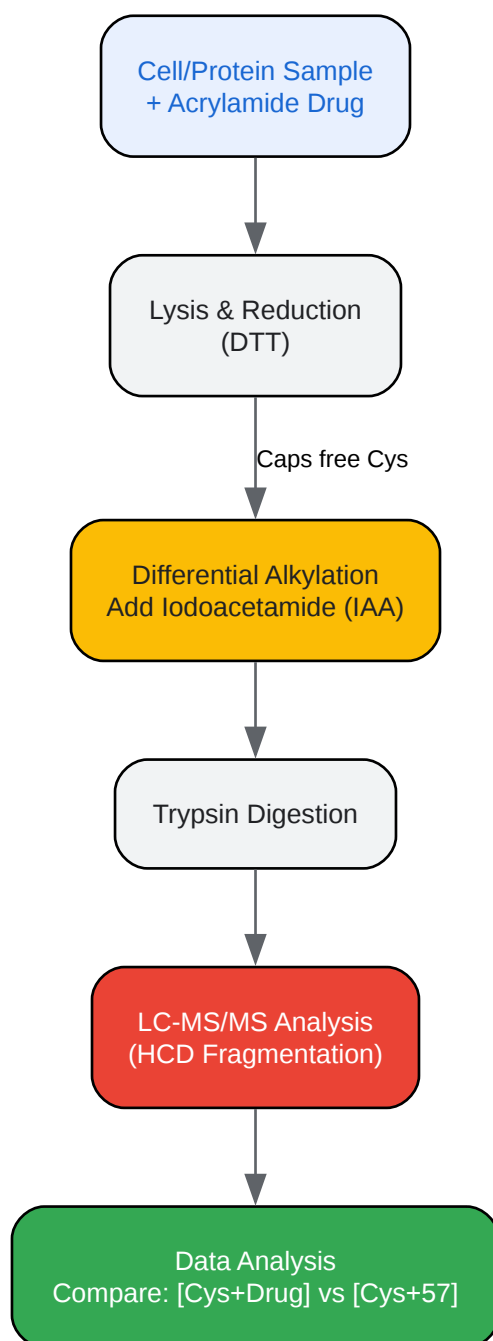 Cell/Protein Sample
+ Acrylamide Drug
Lysis & Reduction
(DTT)
Caps free Cys
Differential Alkylation
Add Iodoacetamide (IAA)
Trypsin Digestion
LC-MS/MS Analysis
(HCD Fragmentation)
Data Analysis
Compare: [Cys+Drug] vs [Cys+57]